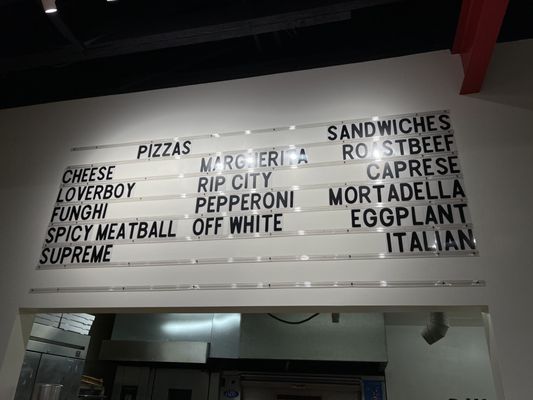 PIZZAS
CHEESE
LOVERBOY
FUNGHI
SPICY MEATBALL
SUPREME
MARGHERITA
RIP CITY
PEPPERONI
OFF WHITE
SANDWICHES
ROASTBEEF
CAPRESE
MORTADELLA
EGGPLANT
ITALIAN